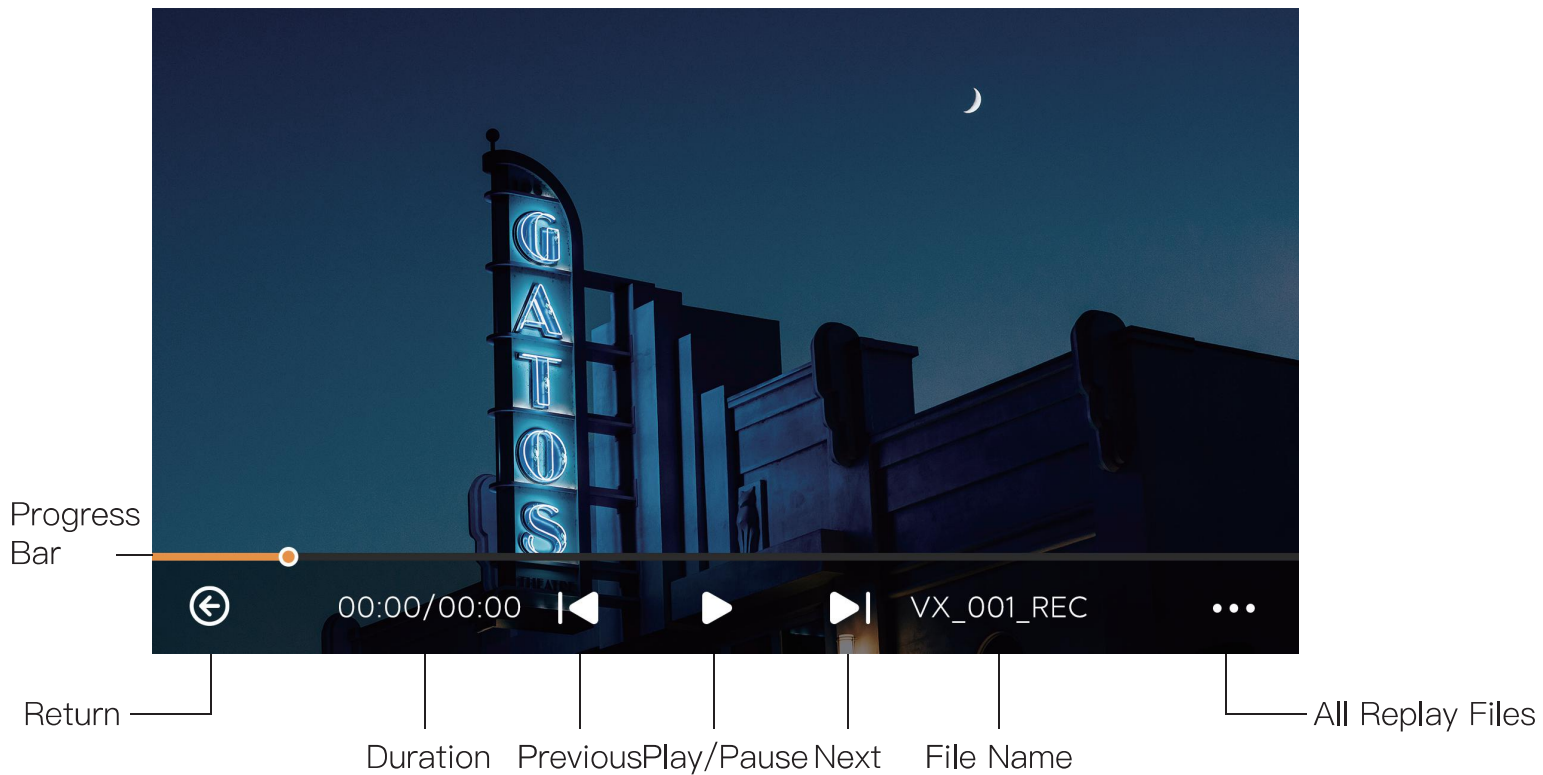 GATOS
THEATRE
Progress
Bar
00:00/00:00
VX_001_REC
Return
All Replay Files
Duration
Previous
Play/Pause
Next
File Name